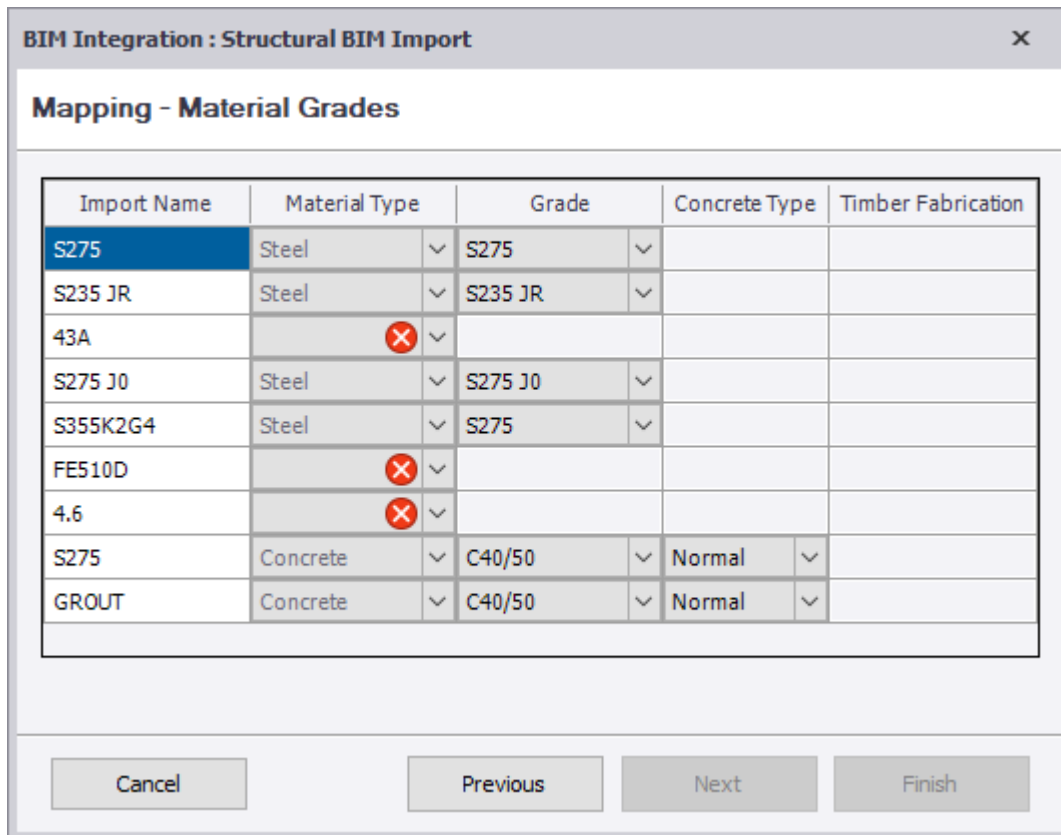 BIM Integration : Structural BIM Import
Mapping - Material Grades
Import Name Material Type Grade Concrete Type Timber Fabrication
S275 Steel S275
S235 JR Steel S235 JR
43A
S275 J0 Steel S275 J0
S355K2G4 Steel S275
FE510D
4.6
S275 Concrete C40/50 Normal
GROUT Concrete C40/50 Normal
Cancel Previous Next Finish